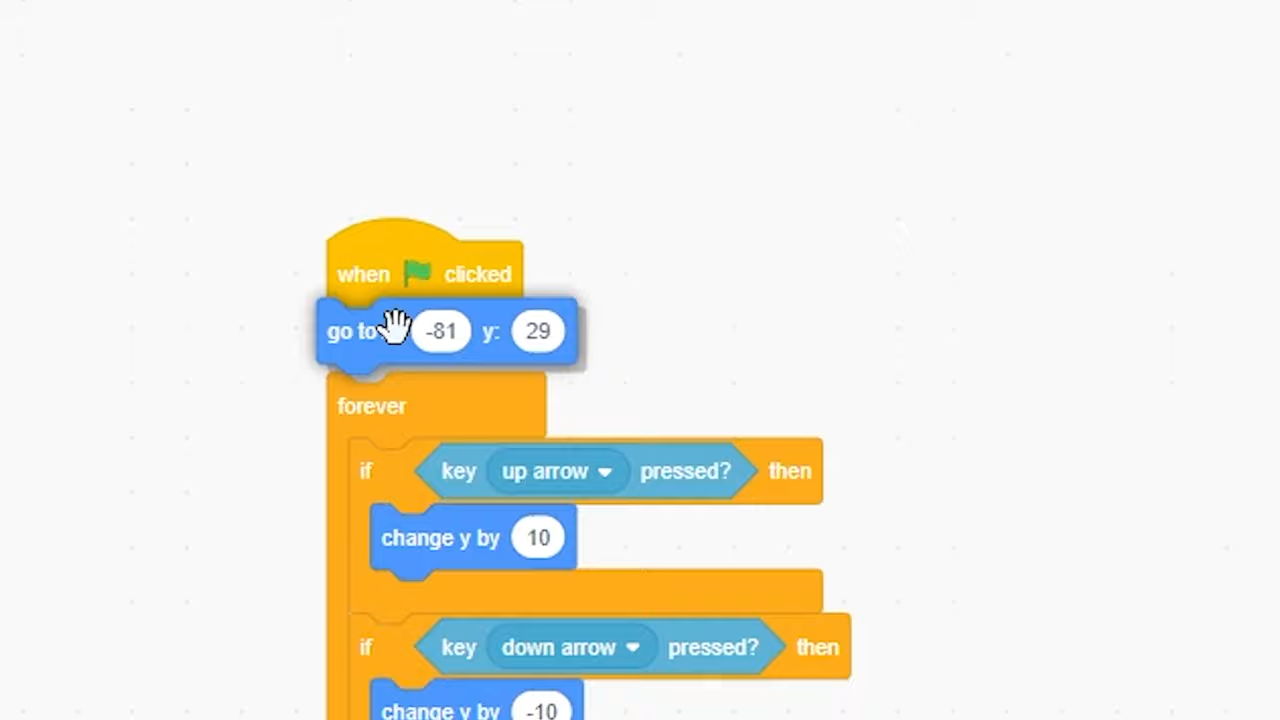 when clicked
go to -81 y: 29
forever
if key up arrow pressed? then
change y by 10
if key down arrow pressed? then
change y by -10